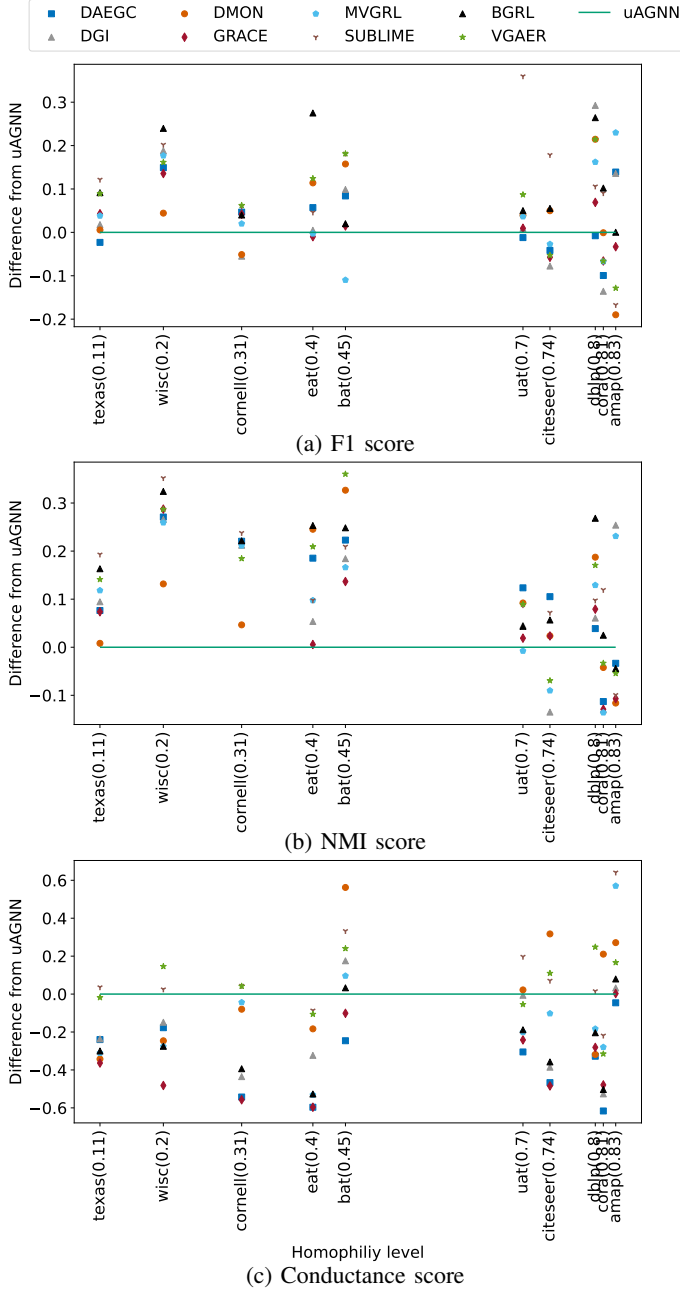 DAEGC DMON MVGRL BGRL uAGNN
DGI GRACE SUBLIME VGAER
Difference from uAGNN
0.3
0.2
0.1
0.0
−0.1
−0.2
texas(0.11)
wisc(0.2)
cornell(0.31)
eat(0.4)
bat(0.45)
uat(0.7)
citeseer(0.74)
dblp(0.8)
cora(0.81)
amap(0.83)
(a) F1 score
Difference from uAGNN
0.3
0.2
0.1
0.0
−0.1
texas(0.11)
wisc(0.2)
cornell(0.31)
eat(0.4)
bat(0.45)
uat(0.7)
citeseer(0.74)
dblp(0.8)
cora(0.81)
amap(0.83)
(b) NMI score
Difference from uAGNN
0.6
0.4
0.2
0.0
−0.2
−0.4
−0.6
texas(0.11)
wisc(0.2)
cornell(0.31)
eat(0.4)
bat(0.45)
uat(0.7)
citeseer(0.74)
dblp(0.8)
cora(0.81)
amap(0.83)
Homophiliy level
(c) Conductance score